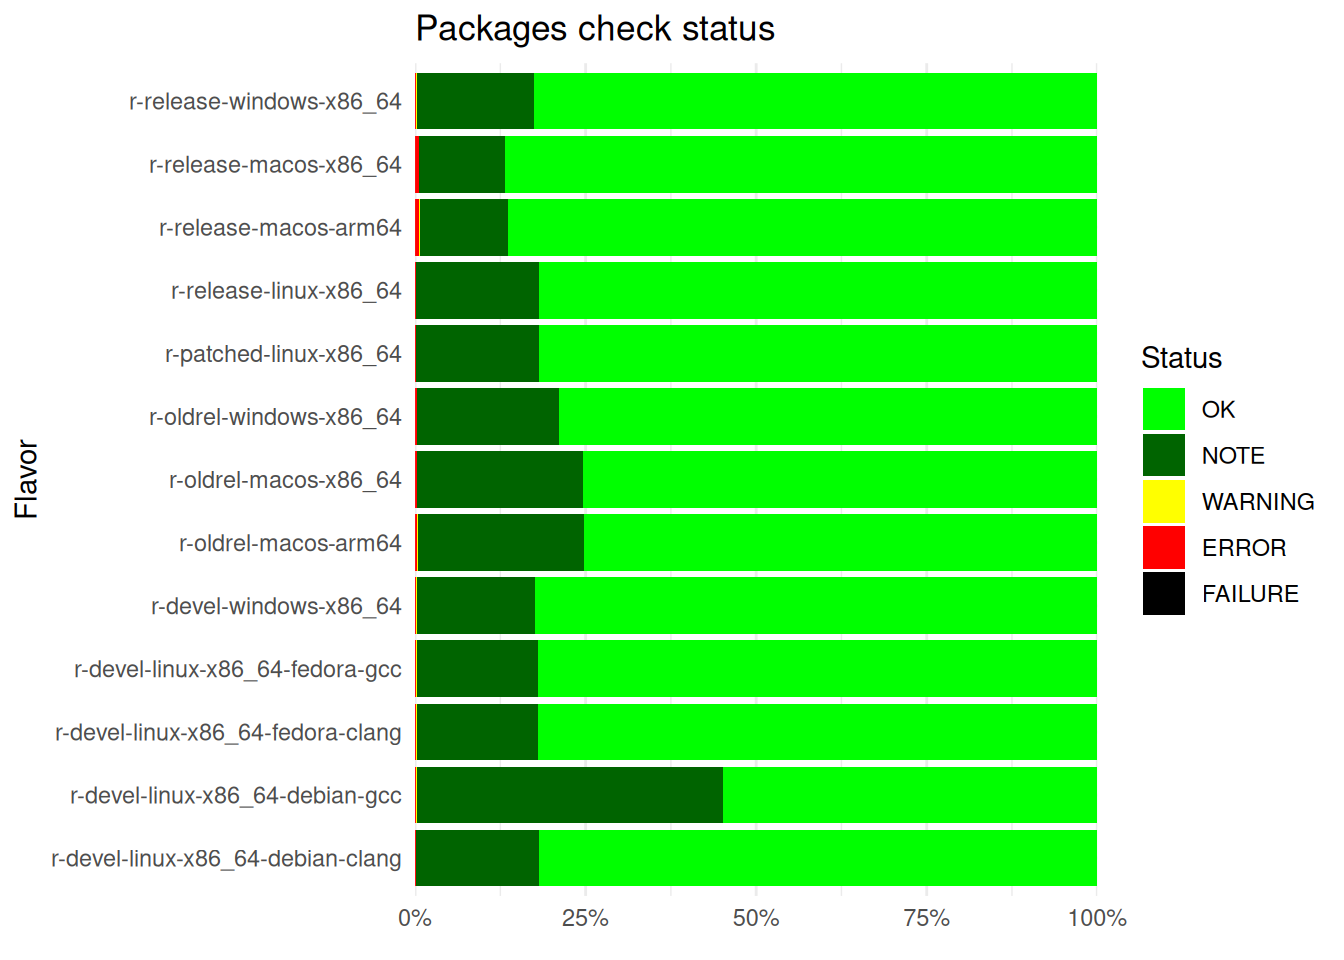 Packages check status
Flavor
r-release-windows-x86_64
r-release-macos-x86_64
r-release-macos-arm64
r-release-linux-x86_64
r-patched-linux-x86_64
r-oldrel-windows-x86_64
r-oldrel-macos-x86_64
r-oldrel-macos-arm64
r-devel-windows-x86_64
r-devel-linux-x86_64-fedora-gcc
r-devel-linux-x86_64-fedora-clang
r-devel-linux-x86_64-debian-gcc
r-devel-linux-x86_64-debian-clang
0% 25% 50% 75% 100%
Status
OK
NOTE
WARNING
ERROR
FAILURE